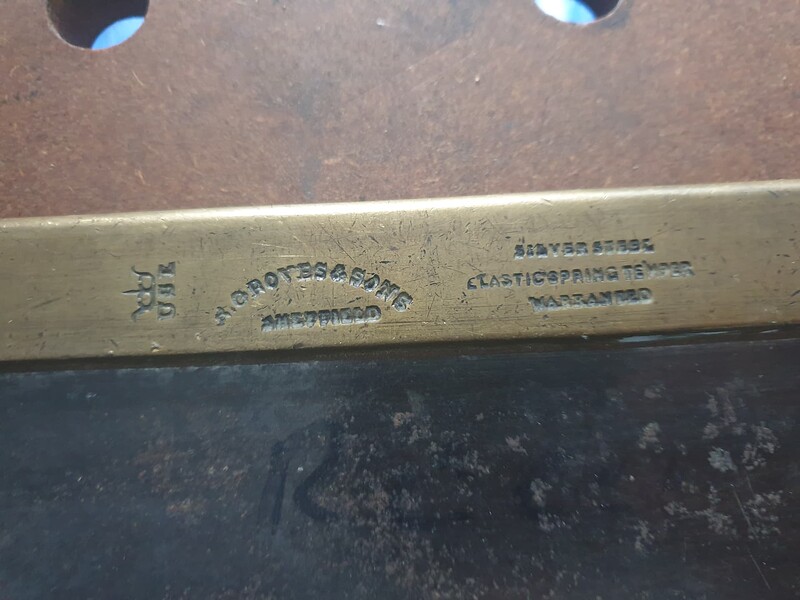 W GROVES & SONS
SHEFFIELD
SILVER STEEL
ELASTIC SPRING TEMPER
WARRANTED